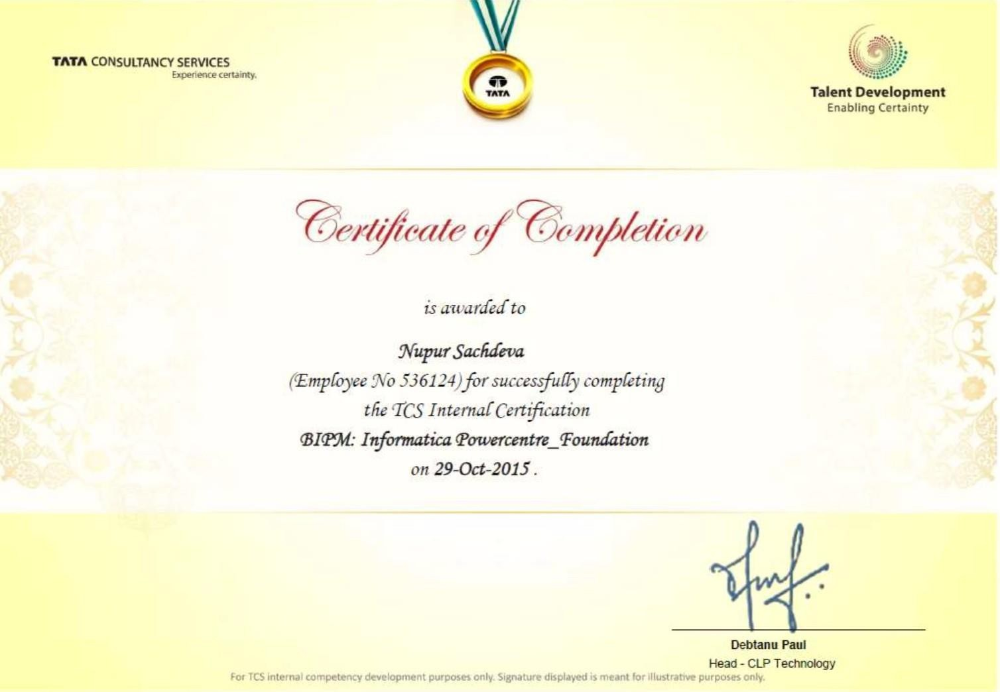 TATA CONSULTANCY SERVICES
Experience certainty.
TATA
Talent Development
Enabling Certainty
Certificate of Completion
is awarded to
Nupur Sachdeva
(Employee No 536124) for successfully completing
the TCS Internal Certification
BIPM: Informatica Powercentre_Foundation
on 29-Oct-2015 .
Debtanu Paul
Head - CLP Technology
For TCS internal competency development purposes only. Signature displayed is meant for illustrative purposes only.